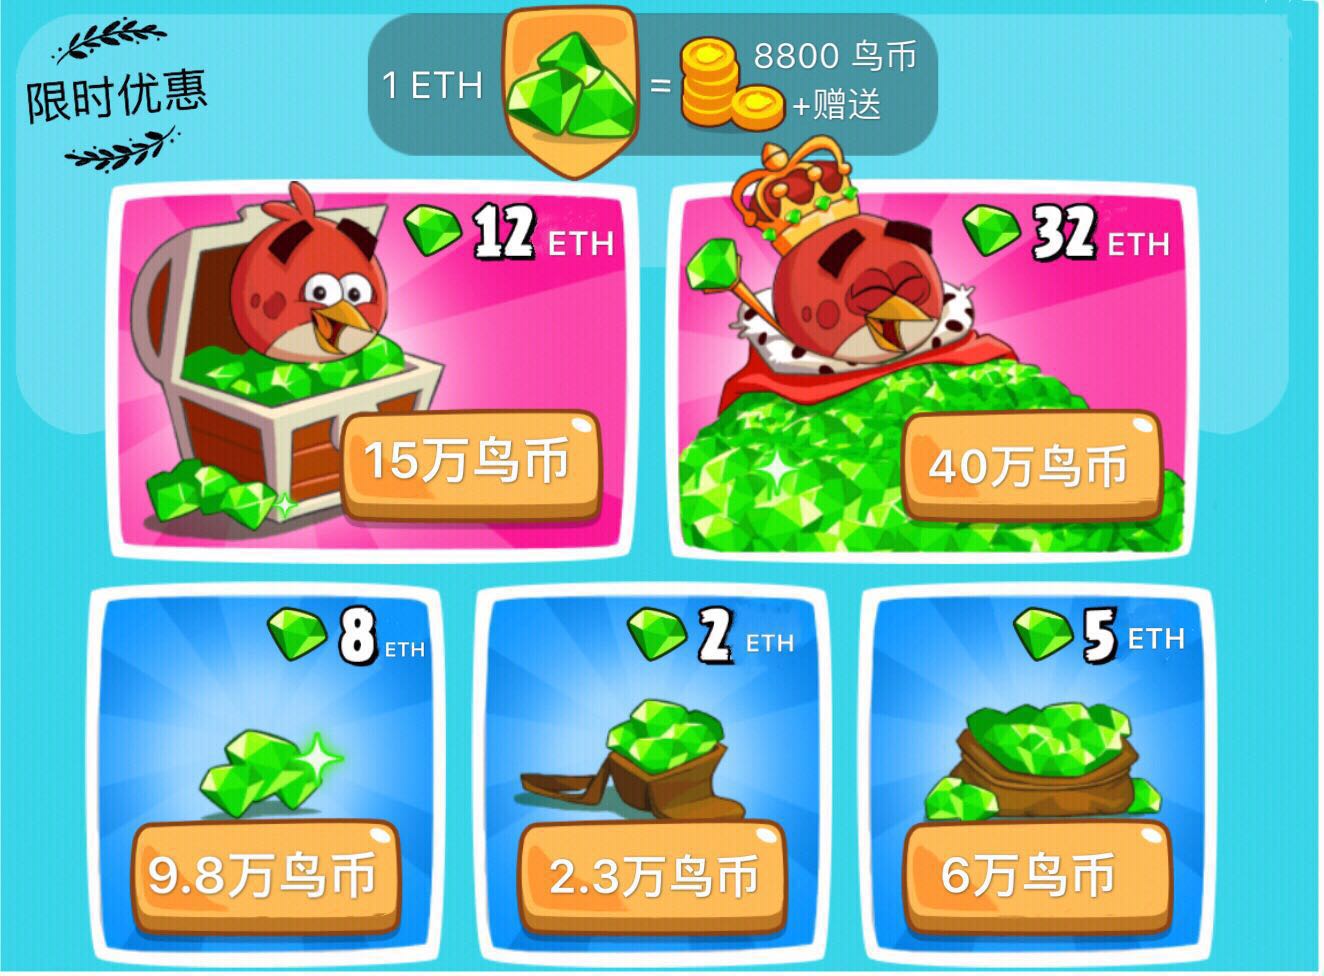 限时优惠
1 ETH = 8800 鸟币
+赠送
12 ETH
15万鸟币
32 ETH
40万鸟币
8 ETH
9.8万鸟币
2 ETH
2.3万鸟币
5 ETH
6万鸟币